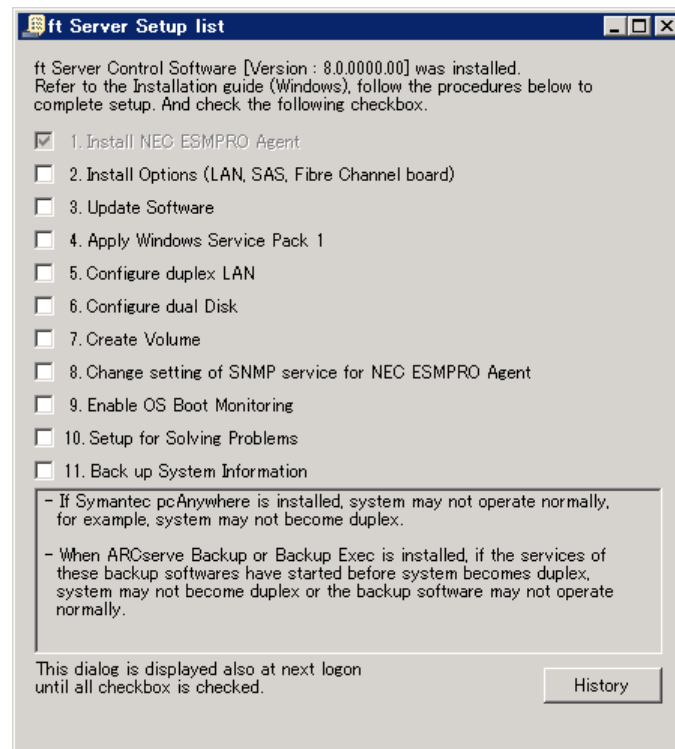 ft Server Setup list
ft Server Control Software [Version : 8.0.0000.00] was installed.
Refer to the Installation guide (Windows), follow the procedures below to
complete setup. And check the following checkbox.
1. Install NEC ESMPRO Agent
2. Install Options (LAN, SAS, Fibre Channel board)
3. Update Software
4. Apply Windows Service Pack 1
5. Configure duplex LAN
6. Configure dual Disk
7. Create Volume
8. Change setting of SNMP service for NEC ESMPRO Agent
9. Enable OS Boot Monitoring
10. Setup for Solving Problems
11. Back up System Information
- If Symantec pcAnywhere is installed, system may not operate normally,
for example, system may not become duplex.
- When ARCserve Backup or Backup Exec is installed, if the services of
these backup softwares have started before system becomes duplex,
system may not become duplex or the backup software may not operate
normally.
This dialog is displayed also at next logon
until all checkbox is checked.
History